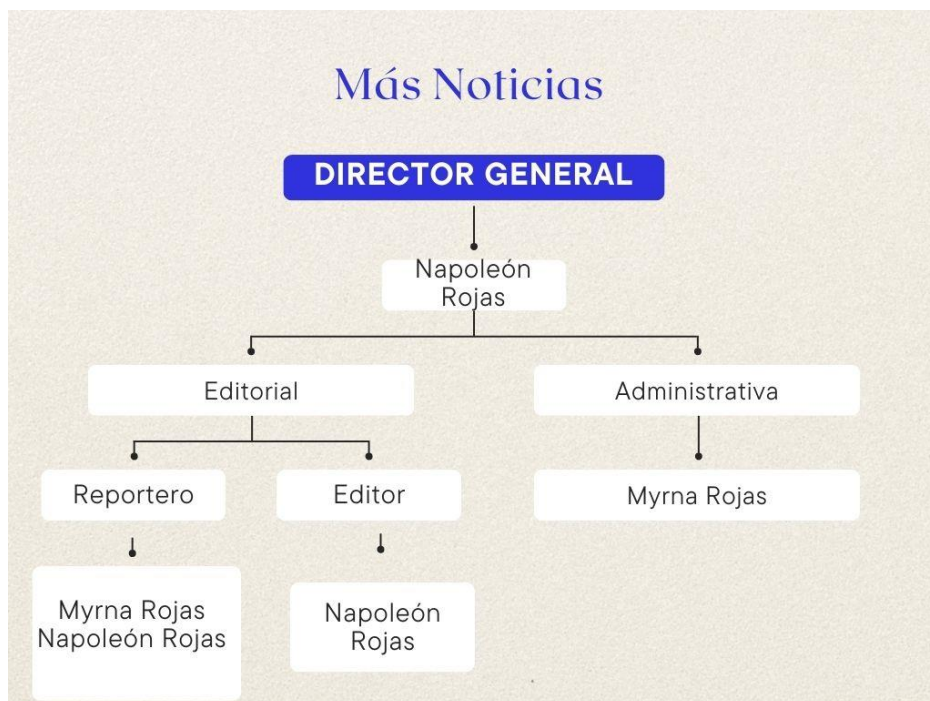 Más Noticias
DIRECTOR GENERAL
Napoleón
Rojas
Editorial
Administrativa
Reportero
Editor
Myrna Rojas
Myrna Rojas
Napoleón Rojas
Napoleón
Rojas